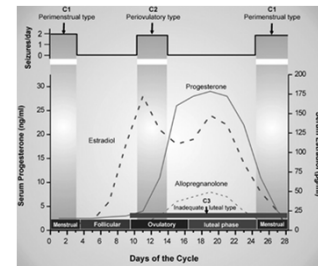 C1
Perimenstrual type
C2
Periovulatory type
C1
Perimenstrual type
Seizures/day
2
1
0
Serum Progesterone (ng/ml)
30
25
20
15
10
5
0
200
175
150
125
100
75
50
25
0
Progesterone
Estradiol
Allopregnanolone
C3
Inadequate luteal type
Menstrual
Follicular
Ovulatory
luteal phase
Menstrual
0 2 4 6 8 10 12 14 16 18 20 22 24 26 28
Days of the Cycle